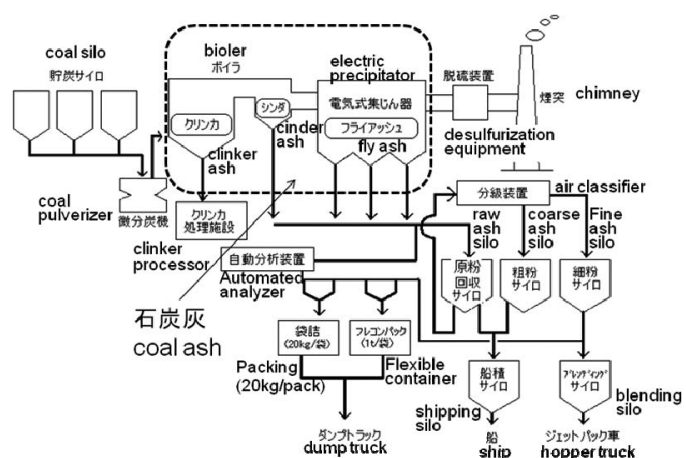 coal silo
貯炭サイロ
bioler
ボイラ
electric
precipitator
電気式集じん器
脱硫装置
煙突
chimney
クリンカ
シンダ
フライアッシュ
clinker
ash
cinder
ash
fly ash
desulfurization
equipment
coal
pulverizer
微分炭機
クリンカ
処理施設
clinker
processor
分級装置
air classifier
raw
ash
silo
coarse
ash
silo
Fine
ash
silo
自動分析装置
Automated
analyzer
原粉
回収
サイロ
粗粉
サイロ
細粉
サイロ
石炭灰
coal ash
袋詰
(20kg/袋)
フレコンパック
(1t/袋)
Packing
(20kg/pack)
Flexible
container
船積
サイロ
ブレンディング
サイロ
shipping
silo
blending
silo
ダンプトラック
dump truck
船
ship
ジェットパック車
hopper truck